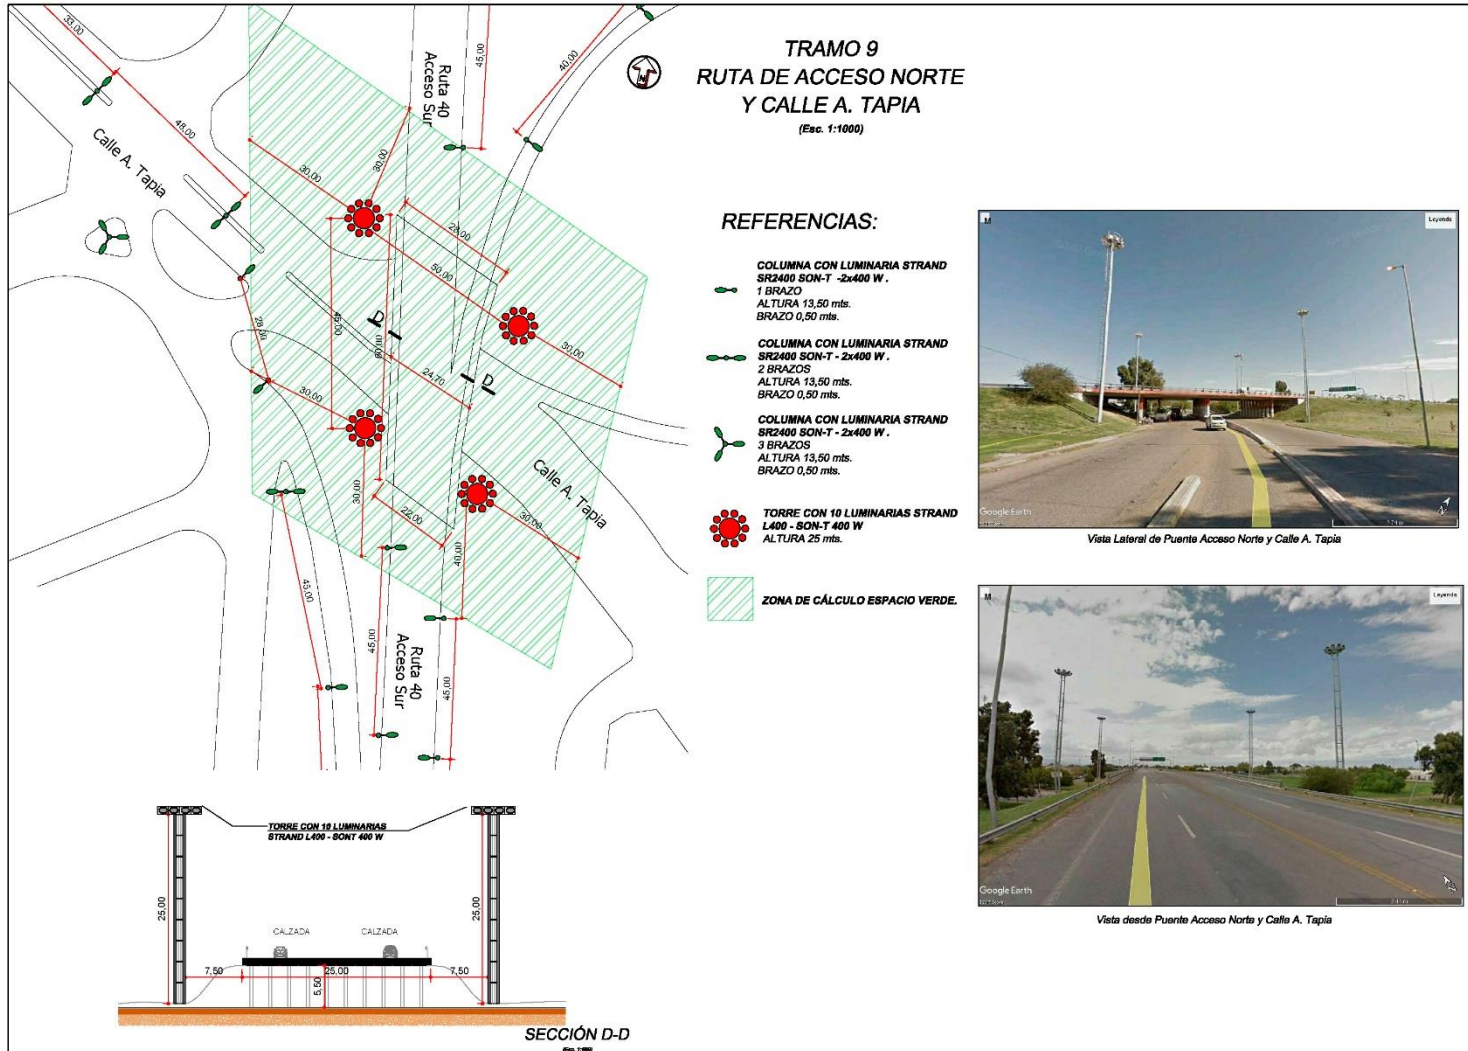 TRAMO 9
RUTA DE ACCESO NORTE
Y CALLE A. TAPIA
(Esc. 1:1000)
33,00
48,00
Calle A. Tapia
Ruta 40
Acceso Sur
45,00
40,00
30,00
30,00
28,00
50,00
45,00
60,00
D
D
24,70
30,00
28,00
30,00
30,00
22,00
Calle A. Tapia
30,00
40,00
45,00
45,00
Ruta 40
Acceso Sur
45,00
REFERENCIAS:
COLUMNA CON LUMINARIA STRAND
SR2400 SON-T -2x400 W .
1 BRAZO
ALTURA 13,50 mts.
BRAZO 0,50 mts.
COLUMNA CON LUMINARIA STRAND
SR2400 SON-T - 2x400 W .
2 BRAZOS
ALTURA 13,50 mts.
BRAZO 0,50 mts.
COLUMNA CON LUMINARIA STRAND
SR2400 SON-T - 2x400 W .
3 BRAZOS
ALTURA 13,50 mts.
BRAZO 0,50 mts.
TORRE CON 10 LUMINARIAS STRAND
L400 - SON-T 400 W
ALTURA 25 mts.
ZONA DE CÁLCULO ESPACIO VERDE.
Leyenda
Google Earth
Vista Lateral de Puente Acceso Norte y Calle A. Tapia
Leyenda
Google Earth
Vista desde Puente Acceso Norte y Calle A. Tapia
TORRE CON 10 LUMINARIAS
STRAND L400 - SONT 400 W
25,00
25,00
CALZADA
CALZADA
7,50
25,00
7,50
5,50
SECCIÓN D-D